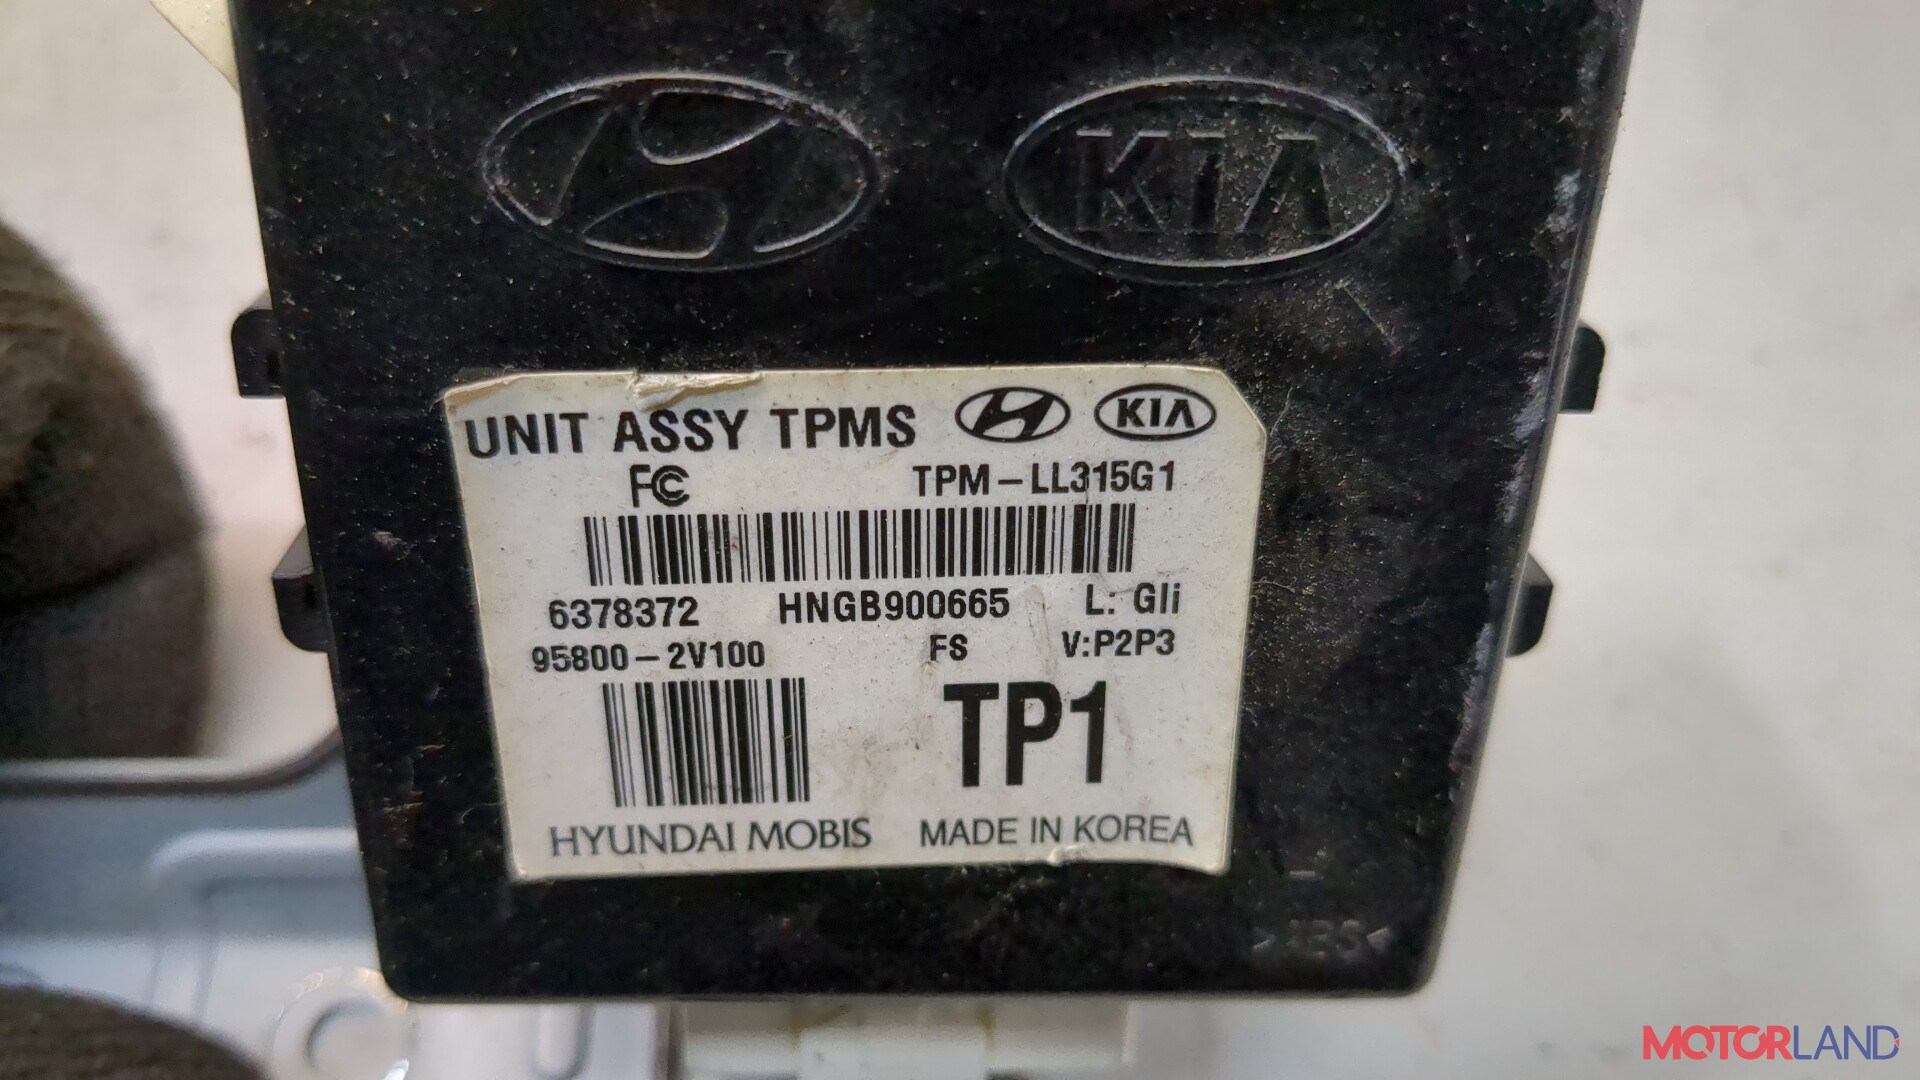 KIA
UNIT ASSY TPMS KIA
FC TPM-LL315G1
6378372 HNGB900665 L: Gli
95800-2V100 FS V:P2P3
TP1
HYUNDAI MOBIS MADE IN KOREA
>ABS<
MOTORLAND